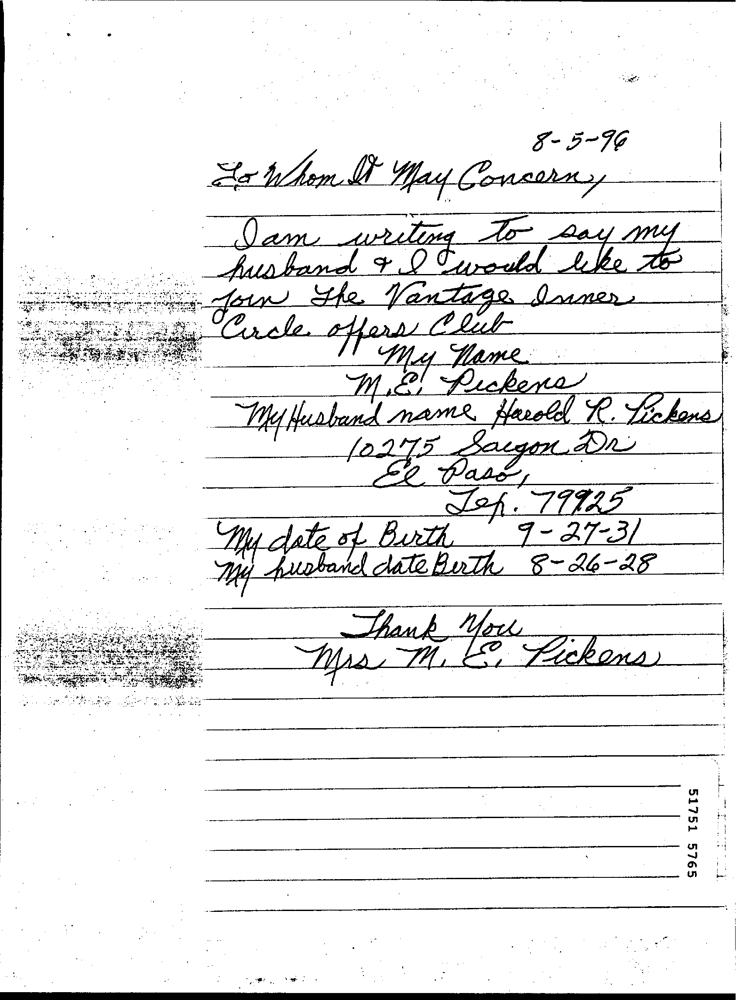 8-5-96
To Whom It May Concern,
I am writing to say my
husband & I would like to
join the Vantage Inner
Circle offers Club
My Name
M.E. Pickens
My Husband name Harold R. Pickens
10275 Saigon Dr
El Paso,
Tex. 79925
My date of Birth 9-27-31
My husband date Birth 8-26-28
Thank You
Mrs M. E. Pickens
51751 5765